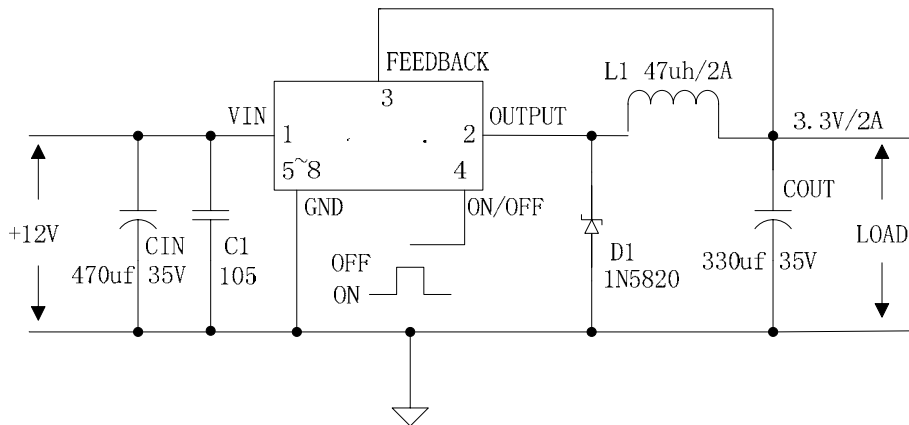 FEEDBACK
L1 47uh/2A
3
VIN
OUTPUT
3.3V/2A
1
2
5~8
4
GND
ON/OFF
COUT
+12V
CIN
C1
OFF
D1
LOAD
470uf 35V
105
ON
1N5820
330uf 35V